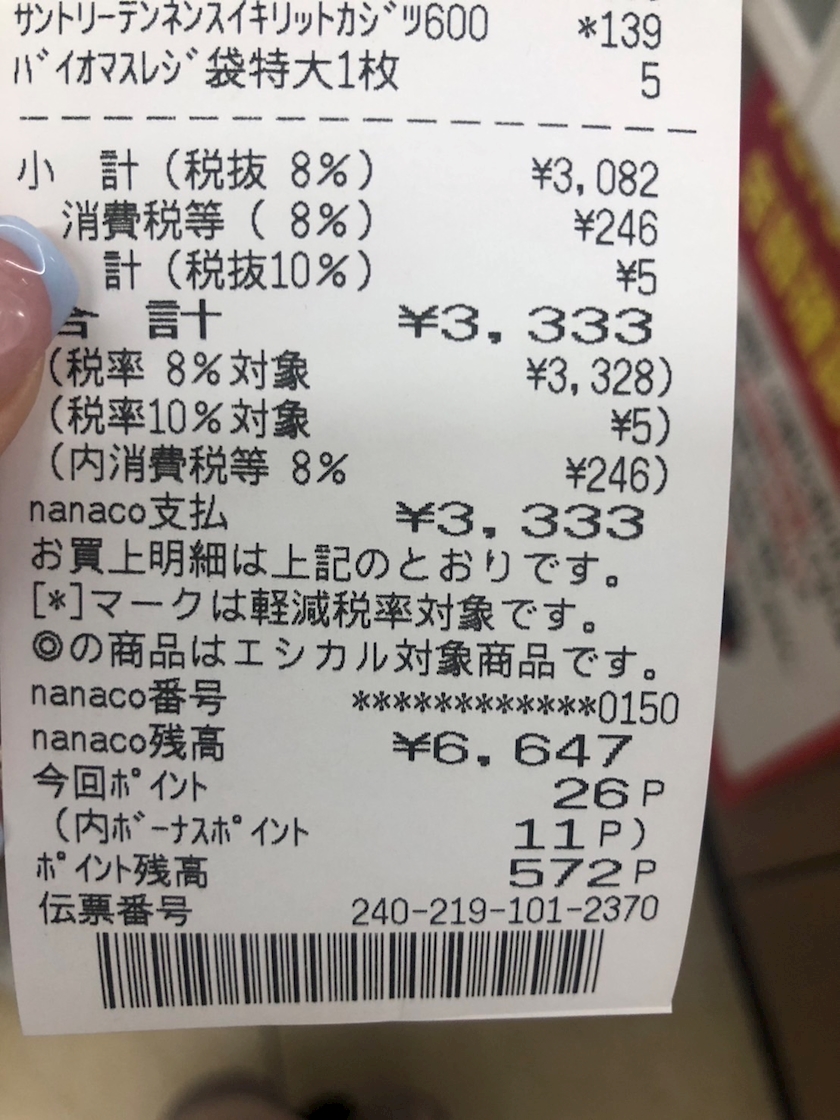 サントリーテンネンスイキリットカジツ600 *139
バイオマスレジ袋特大1枚 5
小 計(税抜 8%) ¥3,082
消費税等( 8%) ¥246
計(税抜10%) ¥5
合 計 ¥3,333
(税率 8%対象 ¥3,328)
(税率10%対象 ¥5)
(内消費税等 8% ¥246)
nanaco支払 ¥3,333
お買上明細は上記のとおりです。
[*]マークは軽減税率対象です。
◎の商品はエシカル対象商品です。
nanaco番号 ************0150
nanaco残高 ¥6,647
今回ポイント 26P
(内ボーナスポイント 11P)
ポイント残高 572P
伝票番号 240-219-101-2370